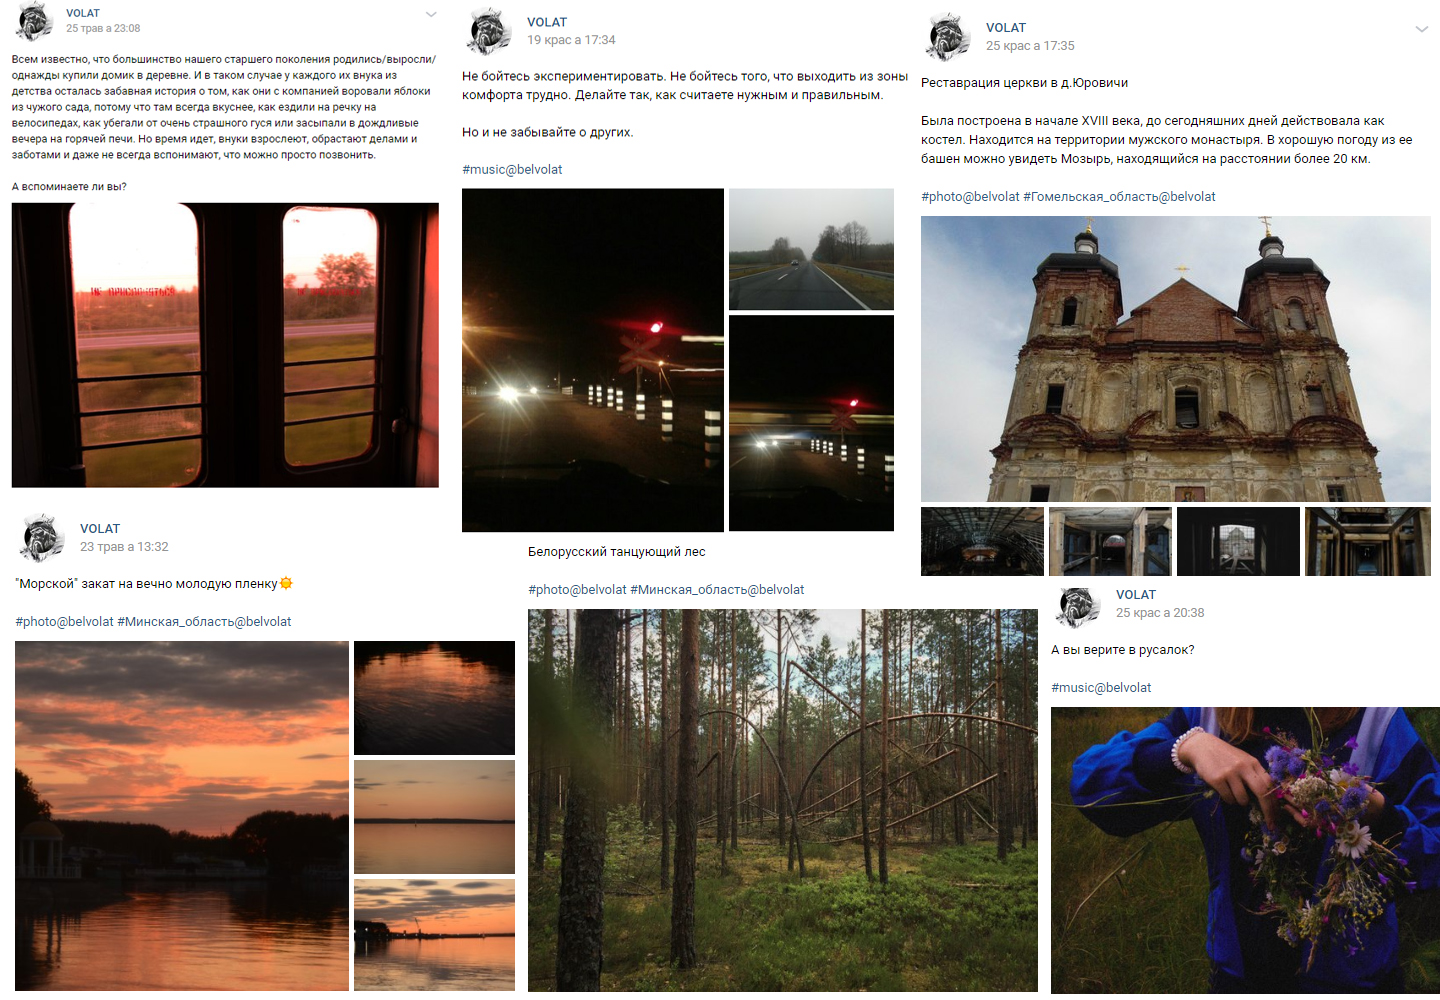 VOLAT
25 трав а 23:08
Всем известно, что большинство нашего старшего поколения родились/выросли/
однажды купили домик в деревне. И в таком случае у каждого их внука из
детства осталась забавная история о том, как они с компанией воровали яблоки
из чужого сада, потому что там всегда вкуснее, как ездили на речку на
велосипедах, как убегали от очень страшного гуся или засыпали в дождливые
вечера на горячей печи. Но время идет, внуки взрослеют, обрастают делами и
заботами и даже не всегда вспоминают, что можно просто позвонить.
А вспоминаете ли вы?
НЕ ПРИСЛОНЯТЬСЯ
VOLAT
23 трав а 13:32
"Морской" закат на вечно молодую пленку🌞
#photo@belvolat #Минская_область@belvolat
VOLAT
19 крас а 17:34
Не бойтесь экспериментировать. Не бойтесь того, что выходить из зоны
комфорта трудно. Делайте так, как считаете нужным и правильным.
Но и не забывайте о других.
#music@belvolat
Белорусский танцующий лес
#photo@belvolat #Минская_область@belvolat
VOLAT
25 крас а 17:35
Реставрация церкви в д.Юровичи
Была построена в начале XVIII века, до сегодняшних дней действовала как
костел. Находится на территории мужского монастыря. В хорошую погоду из ее
башен можно увидеть Мозырь, находящийся на расстоянии более 20 км.
#photo@belvolat #Гомельская_область@belvolat
VOLAT
25 крас а 20:38
А вы верите в русалок?
#music@belvolat